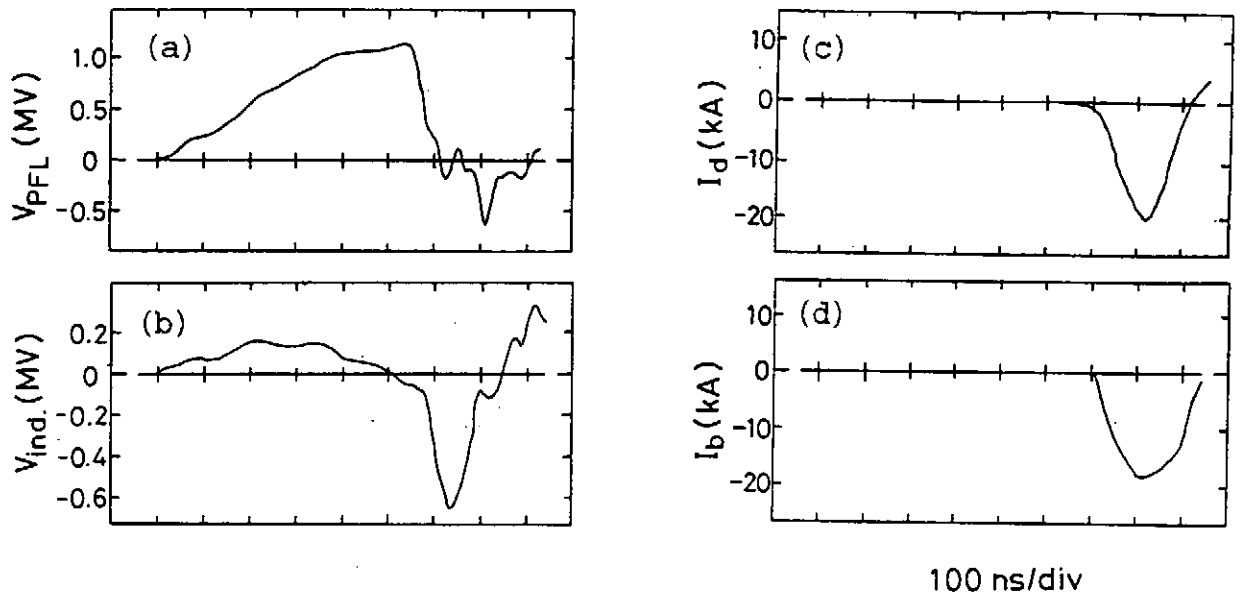 (a)
V_PFL (MV)
1.0
0.5
0
-0.5
(b)
V_ind. (MV)
0.2
0
-0.2
-0.4
-0.6
(c)
I_d (kA)
10
0
-10
-20
(d)
I_b (kA)
10
0
-10
-20
100 ns/div